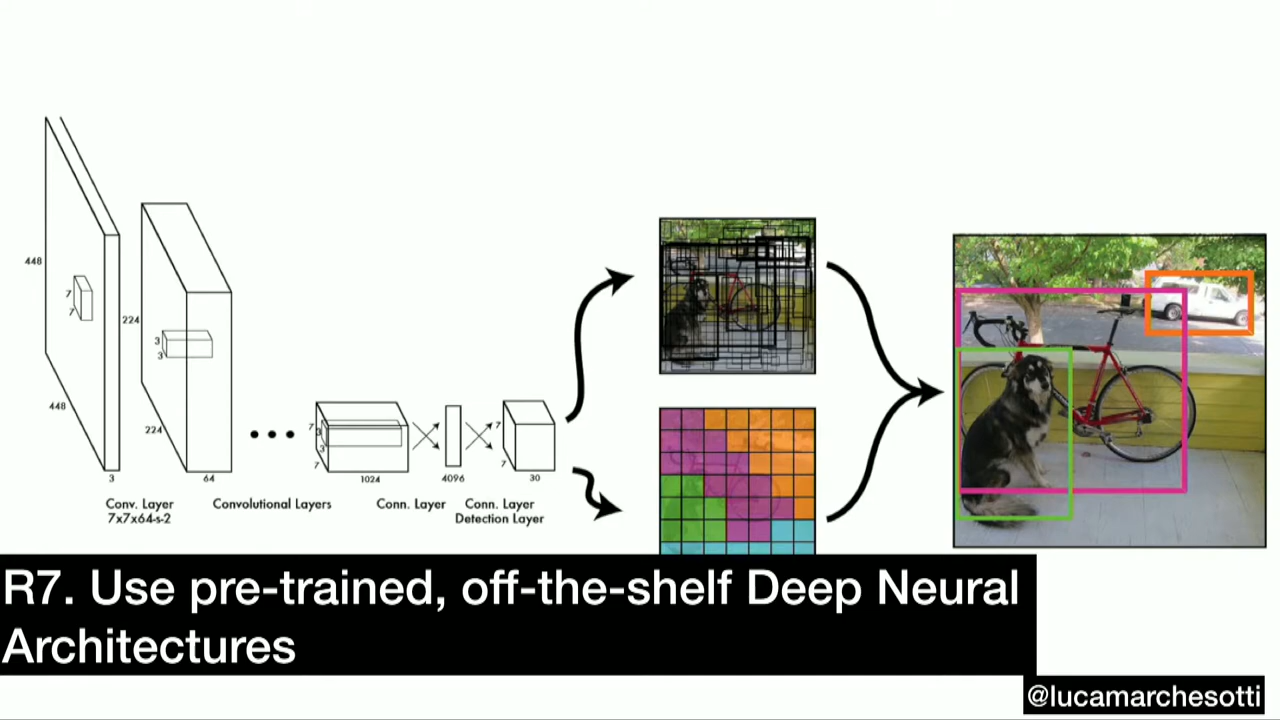 448
7
7
448
3
224
3
3
224
64
7
3
3
7
1024
4096
7
7
30
Conv. Layer
7x7x64-s-2
Convolutional Layers
Conn. Layer
Conn. Layer
Detection Layer
R7. Use pre-trained, off-the-shelf Deep Neural
Architectures
@lucamarchesotti